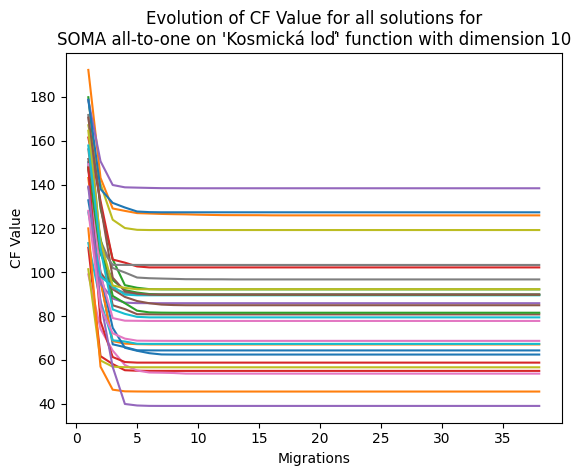 Evolution of CF Value for all solutions for
SOMA all-to-one on 'Kosmická loď' function with dimension 10
CF Value
180
160
140
120
100
80
60
40
0 5 10 15 20 25 30 35
Migrations